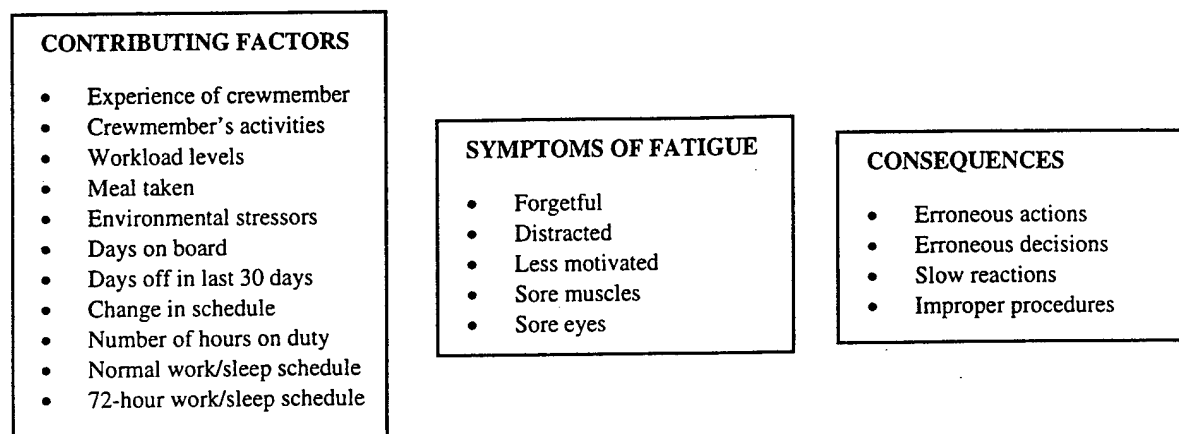 CONTRIBUTING FACTORS
• Experience of crewmember
• Crewmember's activities
• Workload levels
• Meal taken
• Environmental stressors
• Days on board
• Days off in last 30 days
• Change in schedule
• Number of hours on duty
• Normal work/sleep schedule
• 72-hour work/sleep schedule
SYMPTOMS OF FATIGUE
• Forgetful
• Distracted
• Less motivated
• Sore muscles
• Sore eyes
CONSEQUENCES
• Erroneous actions
• Erroneous decisions
• Slow reactions
• Improper procedures